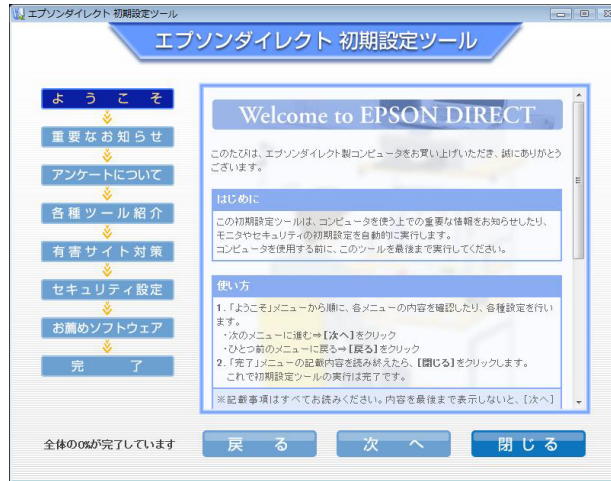 エプソンダイレクト 初期設定ツール
エプソンダイレクト 初期設定ツール
ようこそ
重要なお知らせ
アンケートについて
各種ツール紹介
有害サイト対策
セキュリティ設定
お薦めソフトウェア
完了
Welcome to EPSON DIRECT
このたびは、エプソンダイレクト製コンピュータをお買い上げいただき、誠にありがとう
ございます。
はじめに
この初期設定ツールは、コンピュータを使う上での重要な情報をお知らせしたり、
モニタやセキュリティの初期設定を自動的に実行します。
コンピュータを使用する前に、このツールを最後まで実行してください。
使い方
1.「ようこそ」メニューから順に、各メニューの内容を確認したり、各種設定を行い
ます。
・次のメニューに進む⇒[次へ]をクリック
・ひとつ前のメニューに戻る⇒[戻る]をクリック
2.「完了」メニューの記載内容を読み終えたら、[閉じる]をクリックします。
これで初期設定ツールの実行は完了です。
※記載事項はすべてお読みください。内容を最後まで表示しないと、[次へ]
全体の0%が完了しています
戻る
次へ
閉じる